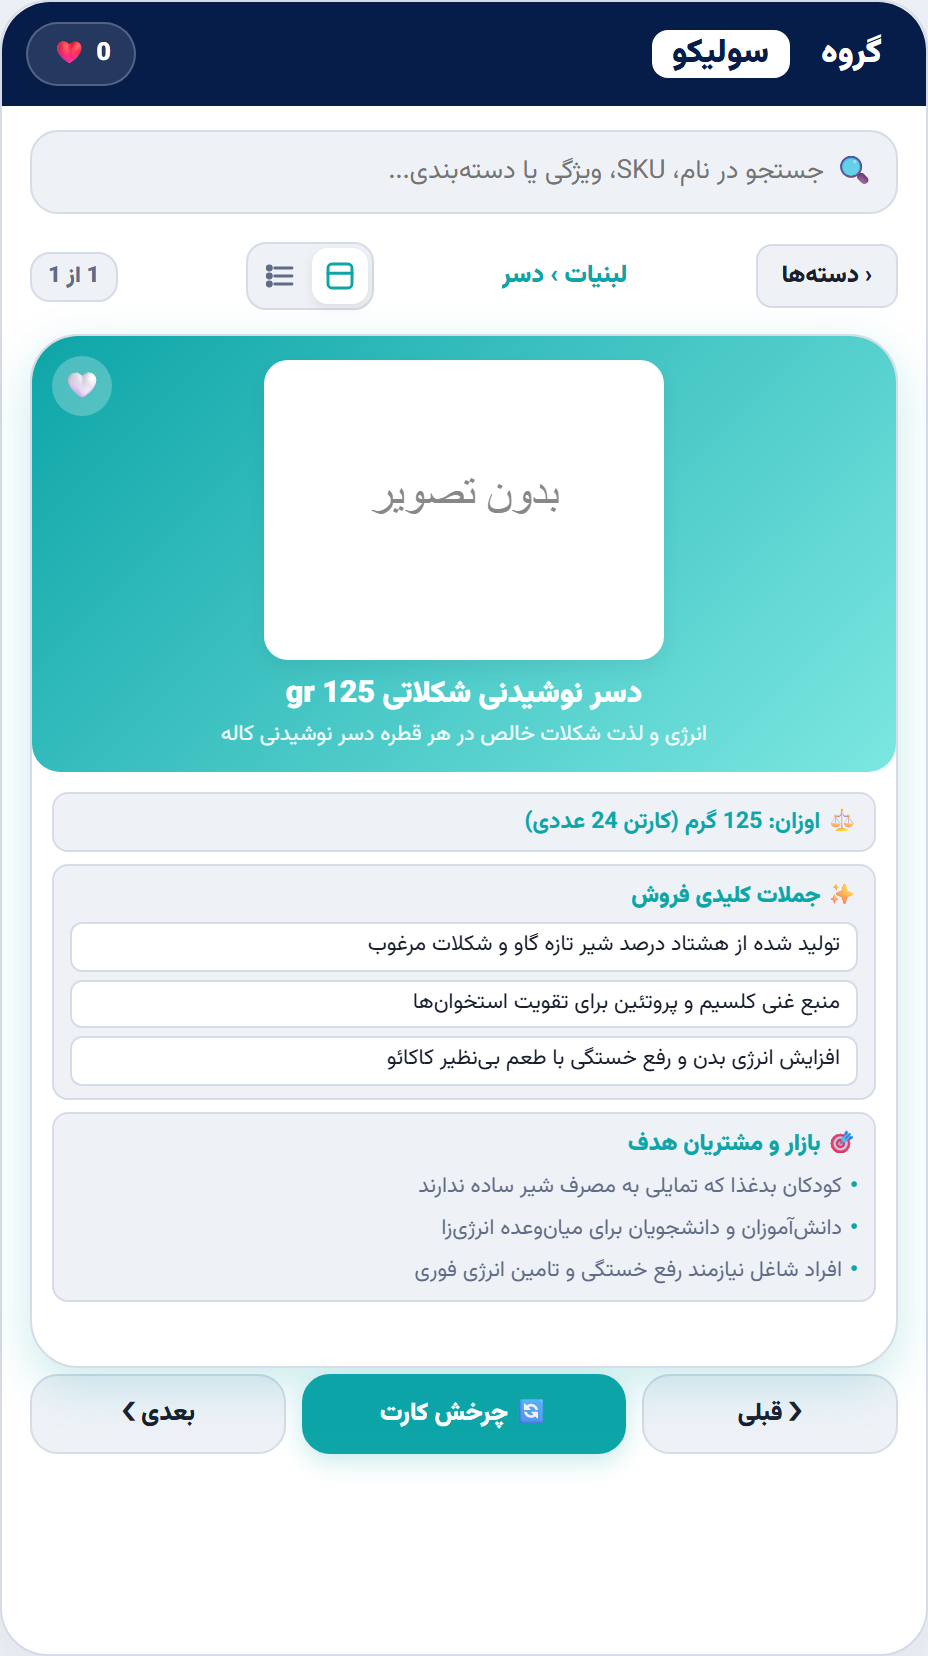 گروه سولیکو
0
جستجو در نام، SKU، ویژگی یا دسته‌بندی...
‹ دسته‌ها
لبنیات › دسر
1 از 1
بدون تصویر
دسر نوشیدنی شکلاتی 125 gr
انرژی و لذت شکلات خالص در هر قطره دسر نوشیدنی کاله
اوزان: 125 گرم (کارتن 24 عددی)
جملات کلیدی فروش
تولید شده از هشتاد درصد شیر تازه گاو و شکلات مرغوب
منبع غنی کلسیم و پروتئین برای تقویت استخوان‌ها
افزایش انرژی بدن و رفع خستگی با طعم بی‌نظیر کاکائو
بازار و مشتریان هدف
• کودکان بدغذا که تمایلی به مصرف شیر ساده ندارند
• دانش‌آموزان و دانشجویان برای میان‌وعده انرژی‌زا
• افراد شاغل نیازمند رفع خستگی و تامین انرژی فوری
❮ قبلی
چرخش کارت
بعدی ❯